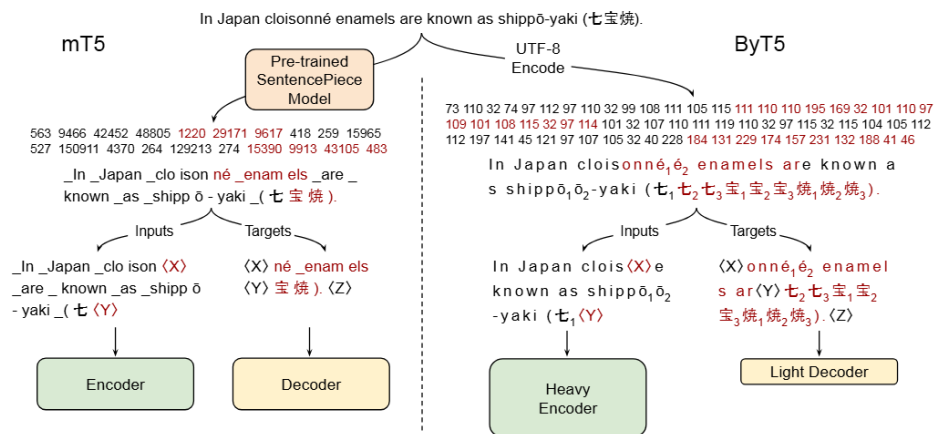 In Japan cloisonné enamels are known as shippō-yaki (七宝焼).
mT5
Pre-trained
SentencePiece
Model
563 9466 42452 48805 1220 29171 9617 418 259 15965
527 150911 4370 264 129213 274 15390 9913 43105 483
_In _Japan _clo ison né _enam els _are _
known _as _shipp ō - yaki _( 七 宝 焼 ).
Inputs
Targets
_In _Japan _clo ison 〈X〉
_are _ known _as _shipp ō
- yaki _( 七 〈Y〉
〈X〉 né _enam els
〈Y〉 宝 焼 ). 〈Z〉
Encoder
Decoder
ByT5
UTF-8
Encode
73 110 32 74 97 112 97 110 32 99 108 111 105 115 111 110 110 195 169 32 101 110 97
109 101 108 115 32 97 114 101 32 107 110 111 119 110 32 97 115 32 115 104 105 112
112 197 141 45 121 97 107 105 32 40 228 184 131 229 174 157 231 132 188 41 46
In Japan cloisonné₁é₂ enamels are known a
s shippō₁ō₂-yaki (七₁七₂七₃宝₁宝₂宝₃焼₁焼₂焼₃).
Inputs
Targets
In Japan clois〈X〉e
known as shippō₁ō₂
-yaki (七₁〈Y〉
〈X〉onné₁é₂ enamel
s ar〈Y〉七₂七₃宝₁宝₂
宝₃焼₁焼₂焼₃).〈Z〉
Heavy
Encoder
Light Decoder